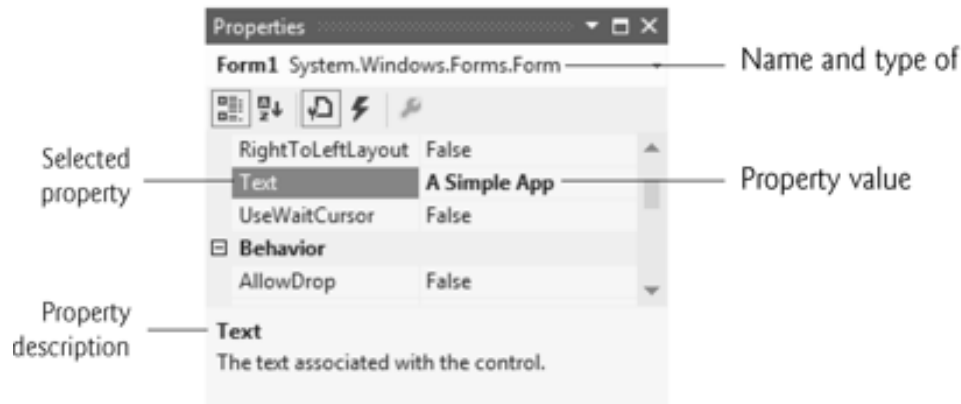 Properties
Form1 System.Windows.Forms.Form
Name and type of
RightToLeftLayout False
Selected
property
Text A Simple App
Property value
UseWaitCursor False
Behavior
AllowDrop False
Property
description
Text
The text associated with the control.